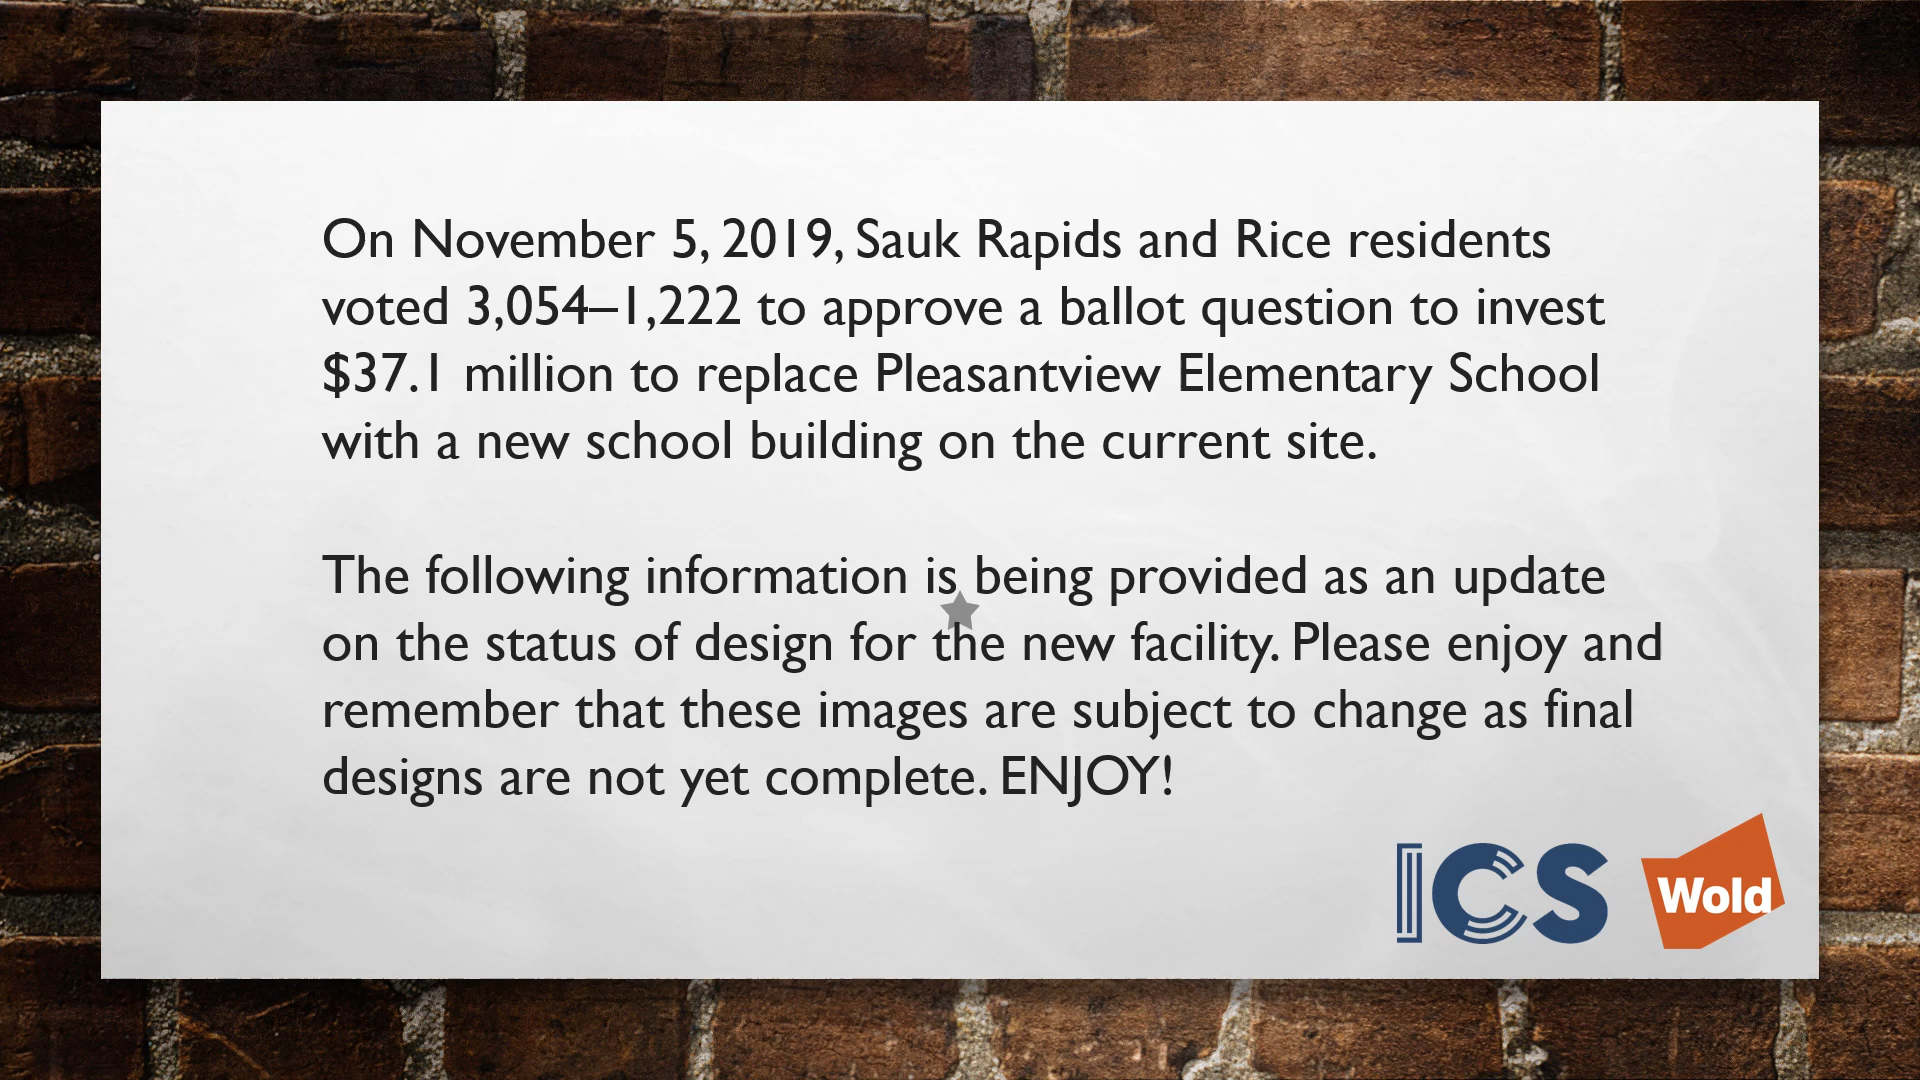 On November 5, 2019, Sauk Rapids and Rice residents
voted 3,054–1,222 to approve a ballot question to invest
$37.1 million to replace Pleasantview Elementary School
with a new school building on the current site.
The following information is being provided as an update
on the status of design for the new facility. Please enjoy and
remember that these images are subject to change as final
designs are not yet complete. ENJOY!
ICS
Wold